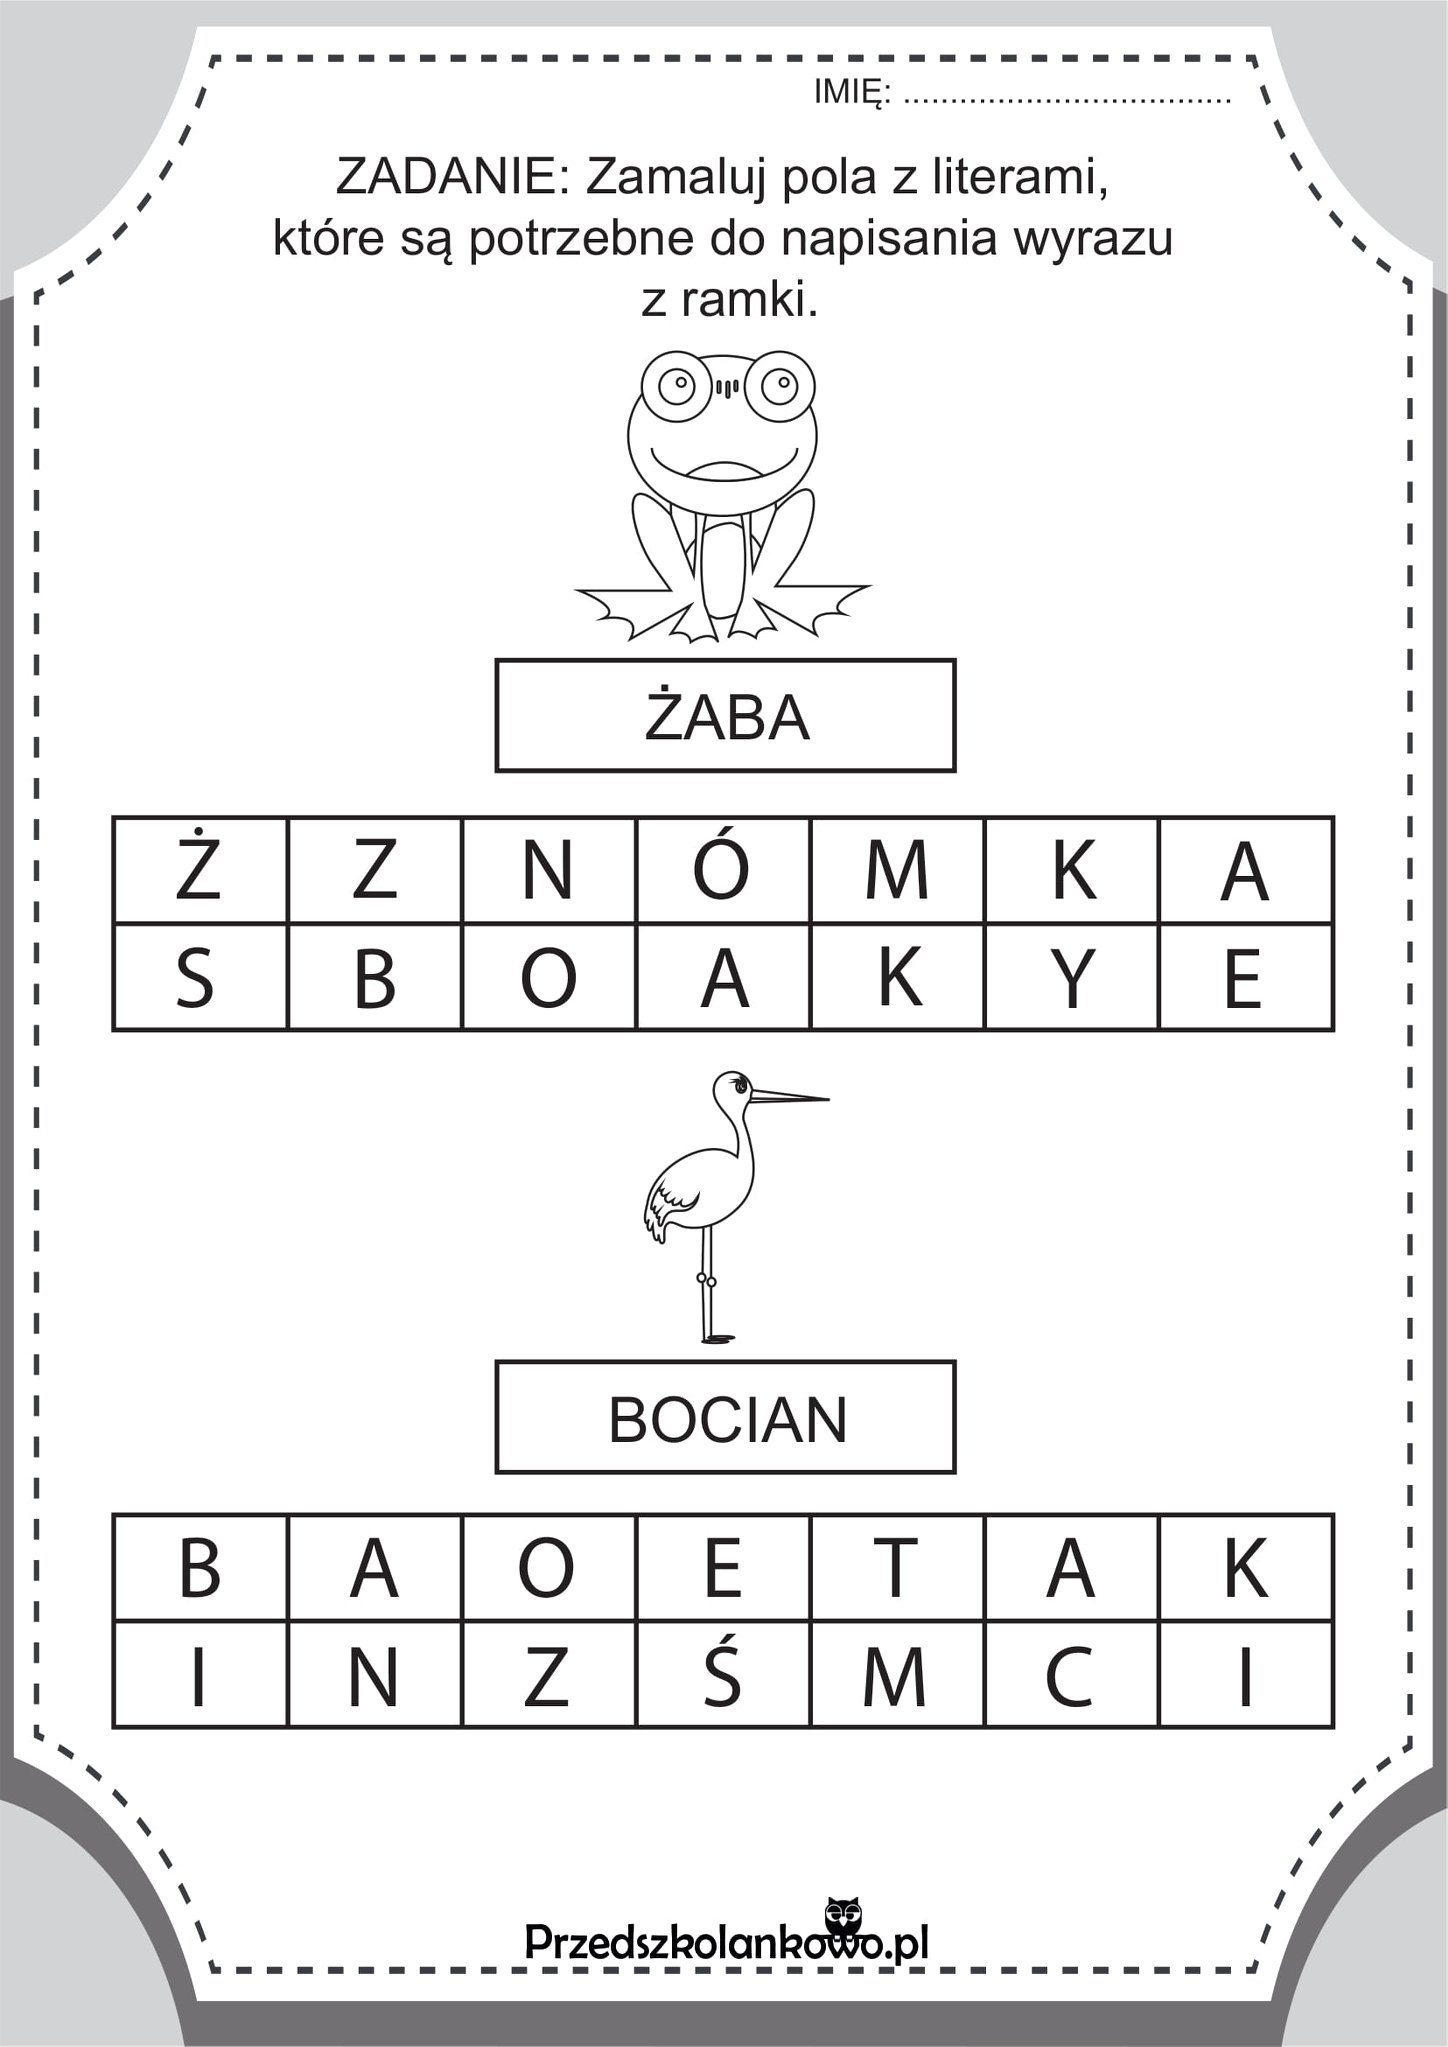 IMIĘ: ...................................
ZADANIE: Zamaluj pola z literami,
które są potrzebne do napisania wyrazu
z ramki.
ŻABA
Ż Z N Ó M K A
S B O A K Y E
BOCIAN
B A O E T A K
I N Z Ś M C I
Przedszkolankowo.pl